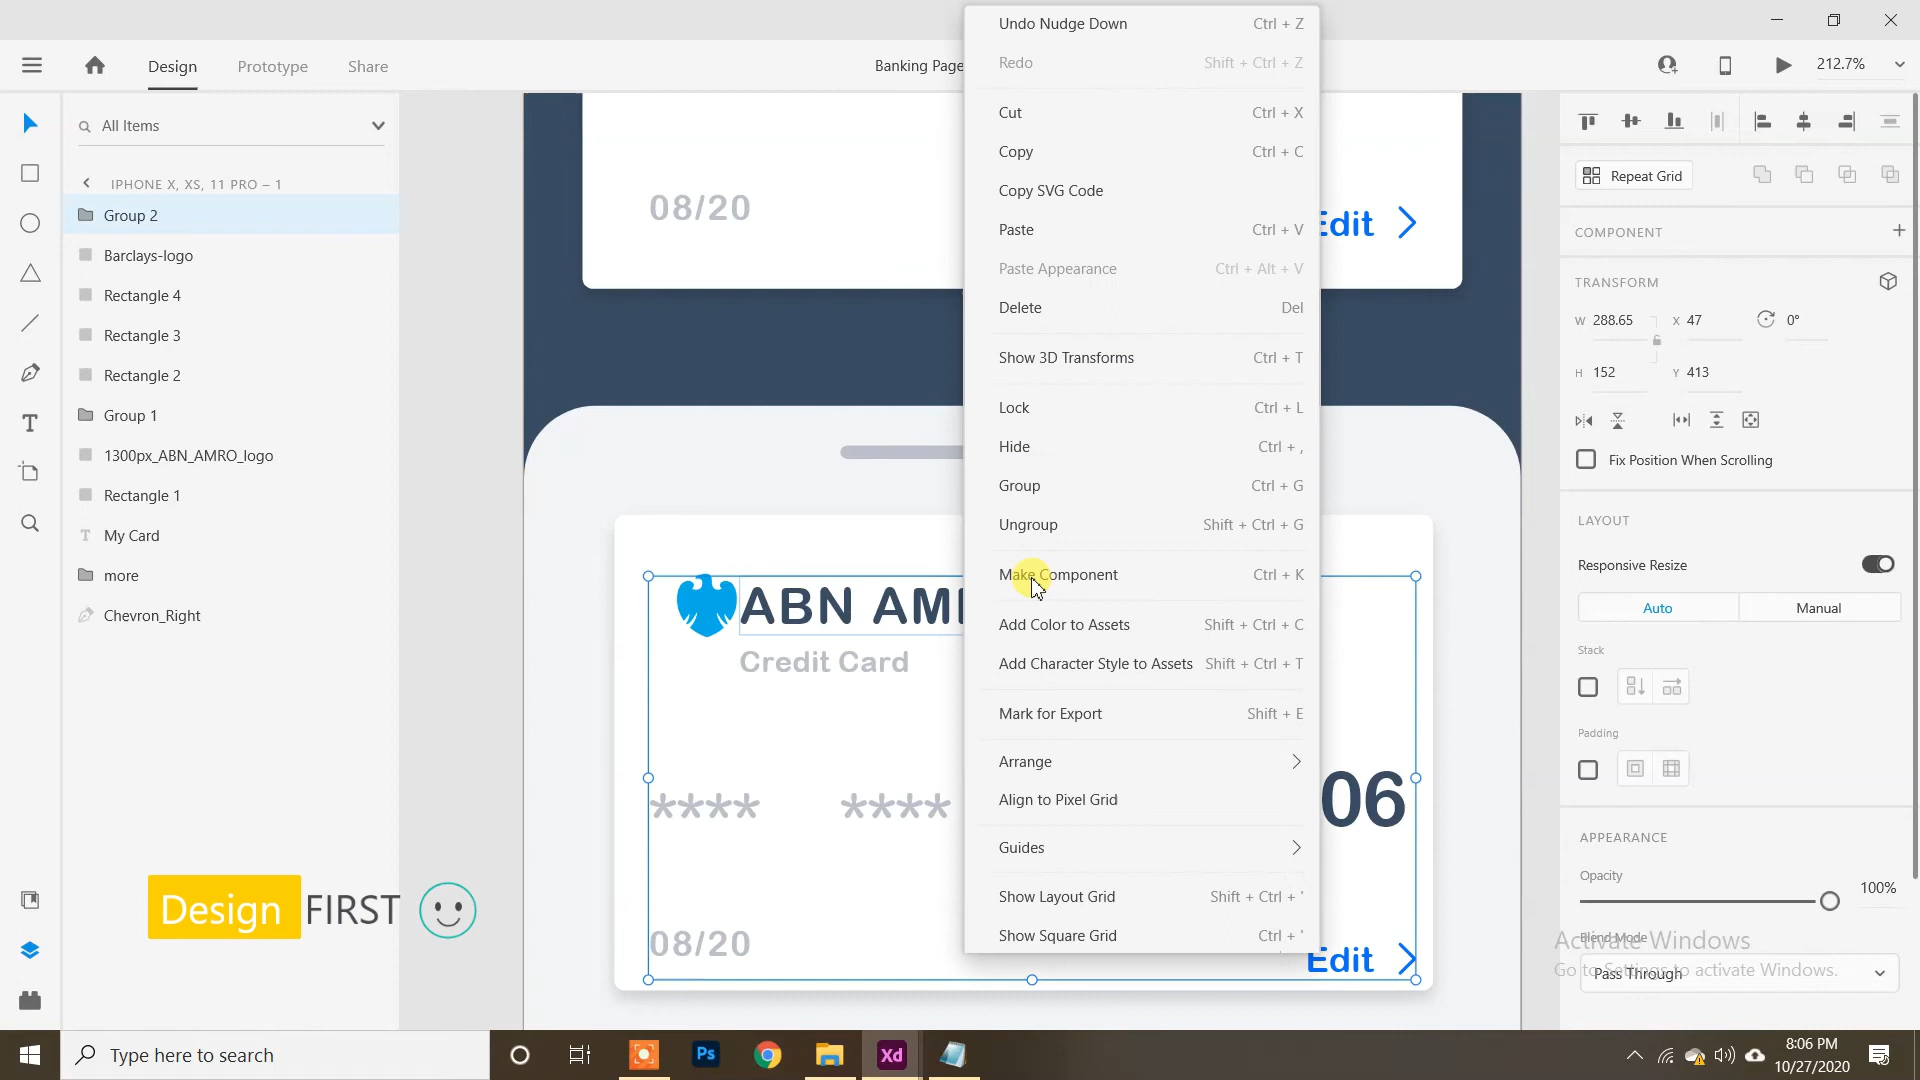 Design
Prototype
Share
Banking Page
212.7%
All Items
IPHONE X, XS, 11 PRO – 1
Group 2
Barclays-logo
Rectangle 4
Rectangle 3
Rectangle 2
Group 1
1300px_ABN_AMRO_logo
Rectangle 1
My Card
more
Chevron_Right
Design FIRST
08/20
Edit
ABN AM
Credit Card
**** ****
06
08/20
Edit
Undo Nudge Down Ctrl + Z
Redo Shift + Ctrl + Z
Cut Ctrl + X
Copy Ctrl + C
Copy SVG Code
Paste Ctrl + V
Paste Appearance Ctrl + Alt + V
Delete Del
Show 3D Transforms Ctrl + T
Lock Ctrl + L
Hide Ctrl + ,
Group Ctrl + G
Ungroup Shift + Ctrl + G
Make Component Ctrl + K
Add Color to Assets Shift + Ctrl + C
Add Character Style to Assets Shift + Ctrl + T
Mark for Export Shift + E
Arrange
Align to Pixel Grid
Guides
Show Layout Grid Shift + Ctrl + '
Show Square Grid Ctrl + '
Repeat Grid
COMPONENT
TRANSFORM
W 288.65 X 47 0°
H 152 Y 413
Fix Position When Scrolling
LAYOUT
Responsive Resize
Auto Manual
Stack
Padding
APPEARANCE
Opacity
100%
Blend Mode
Pass Through
Activate Windows
Go to Settings to activate Windows.
Type here to search
Ps
Xd
8:06 PM
10/27/2020